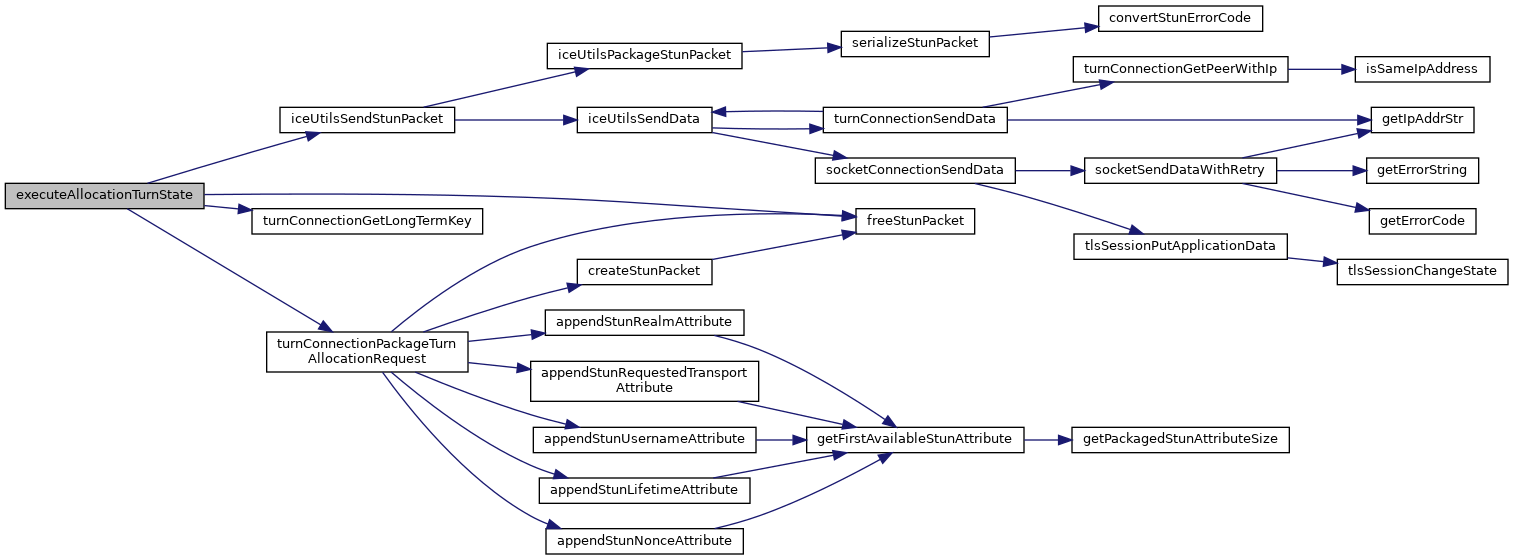 convertStunErrorCode
serializeStunPacket
iceUtilsPackageStunPacket
turnConnectionGetPeerWithIp
isSameIpAddress
iceUtilsSendStunPacket
iceUtilsSendData
turnConnectionSendData
getIpAddrStr
socketConnectionSendData
socketSendDataWithRetry
getErrorString
executeAllocationTurnState
turnConnectionGetLongTermKey
freeStunPacket
getErrorCode
tlsSessionPutApplicationData
createStunPacket
tlsSessionChangeState
appendStunRealmAttribute
turnConnectionPackageTurn
AllocationRequest
appendStunRequestedTransport
Attribute
appendStunUsernameAttribute
getFirstAvailableStunAttribute
getPackagedStunAttributeSize
appendStunLifetimeAttribute
appendStunNonceAttribute